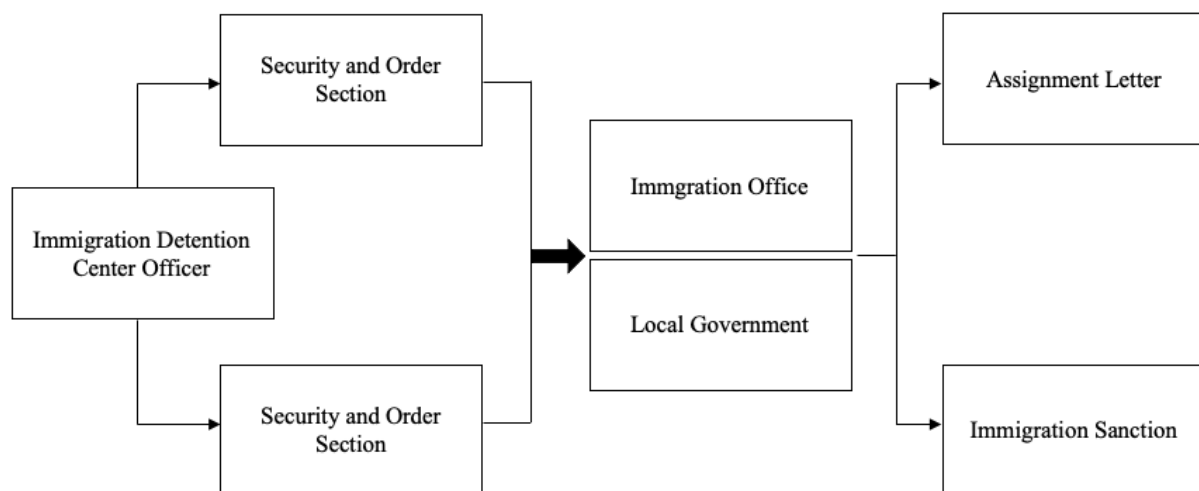 Security and Order
Section
Assignment Letter
Immgration Office
Immigration Detention
Center Officer
Local Government
Security and Order
Section
Immigration Sanction